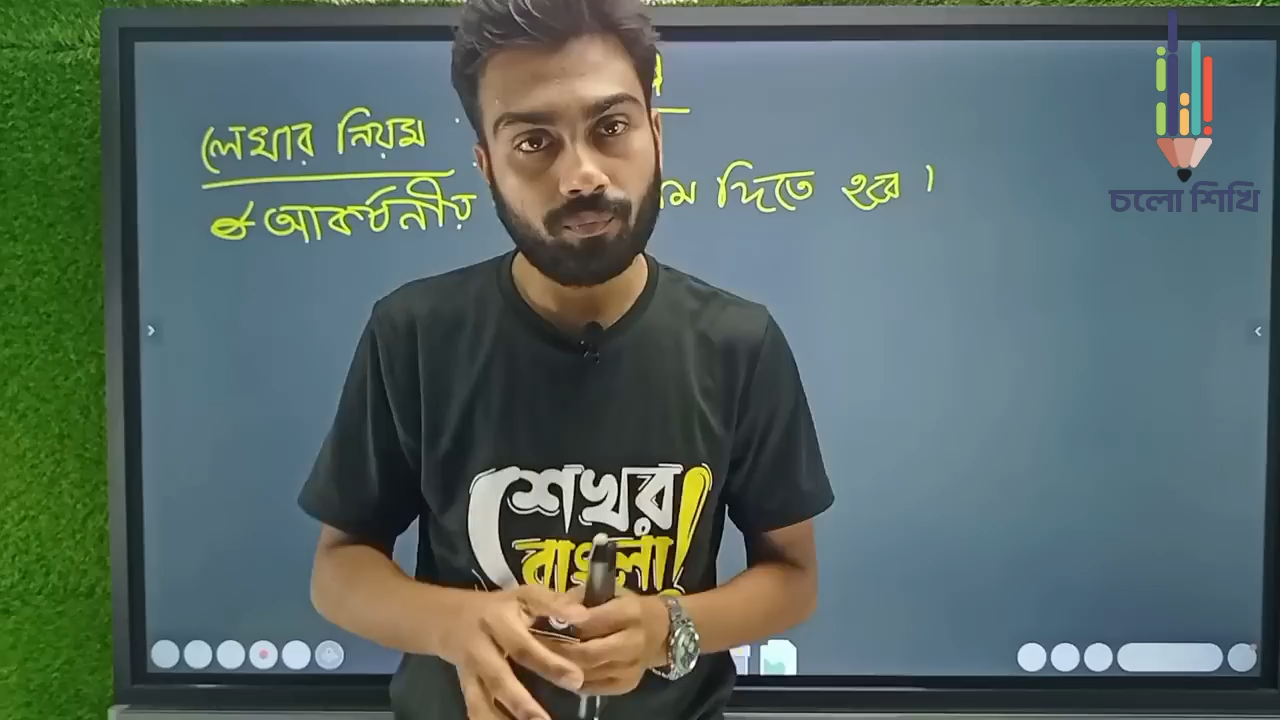 লেখার নিয়ম :
আকর্ষনীয় দিতে হবে ।
চলো শিখি
শেখর
বাংলা!